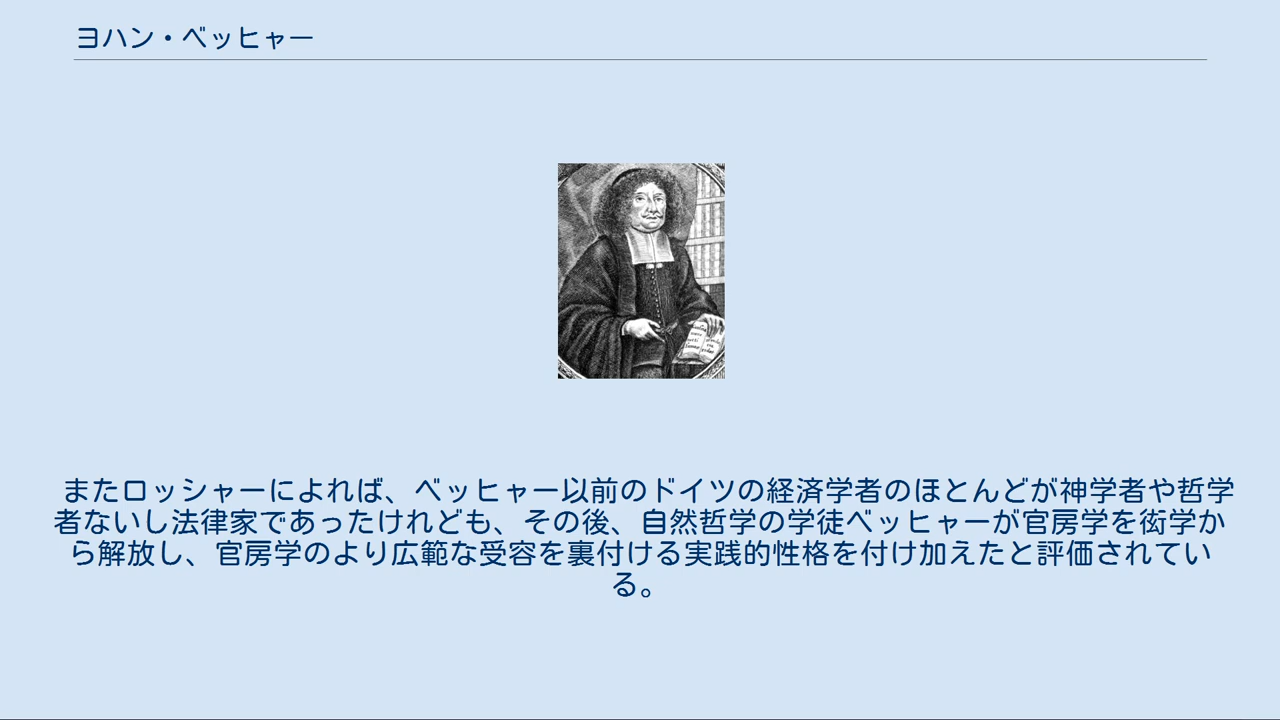 ヨハン・ベッヒャー
またロッシャーによれば、ベッヒャー以前のドイツの経済学者のほとんどが神学者や哲学
者ないし法律家であったけれども、その後、自然哲学の学徒ベッヒャーが官房学を衒学か
ら解放し、官房学のより広範な受容を裏付ける実践的性格を付け加えたと評価されてい
る。